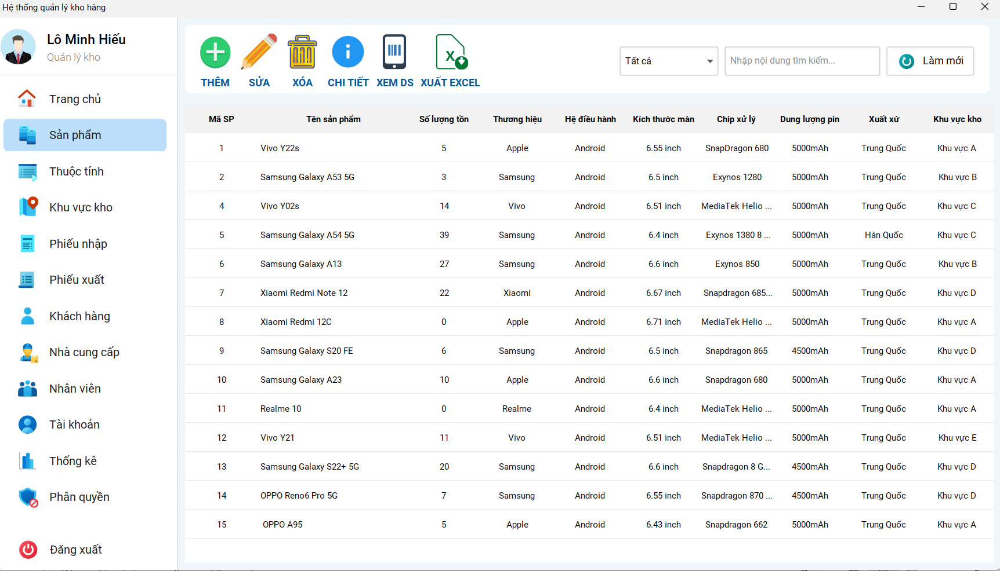 Hệ thống quản lý kho hàng
Lô Minh Hiếu
Quản lý kho
Trang chủ
Sản phẩm
Thuộc tính
Khu vực kho
Phiếu nhập
Phiếu xuất
Khách hàng
Nhà cung cấp
Nhân viên
Tài khoản
Thống kê
Phân quyền
Đăng xuất
THÊM SỬA XÓA CHI TIẾT XEM DS XUẤT EXCEL
Tất cả
Nhập nội dung tìm kiếm...
Làm mới
Mã SP Tên sản phẩm Số lượng tồn Thương hiệu Hệ điều hành Kích thước màn Chip xử lý Dung lượng pin Xuất xứ Khu vực kho
1 Vivo Y22s 5 Apple Android 6.55 inch SnapDragon 680 5000mAh Trung Quốc Khu vực A
2 Samsung Galaxy A53 5G 3 Samsung Android 6.5 inch Exynos 1280 5000mAh Trung Quốc Khu vực B
4 Vivo Y02s 14 Vivo Android 6.51 inch MediaTek Helio ... 5000mAh Trung Quốc Khu vực C
5 Samsung Galaxy A54 5G 39 Samsung Android 6.4 inch Exynos 1380 8 ... 5000mAh Hàn Quốc Khu vực C
6 Samsung Galaxy A13 27 Samsung Android 6.6 inch Exynos 850 5000mAh Trung Quốc Khu vực B
7 Xiaomi Redmi Note 12 22 Xiaomi Android 6.67 inch Snapdragon 685... 5000mAh Trung Quốc Khu vực D
8 Xiaomi Redmi 12C 0 Apple Android 6.71 inch MediaTek Helio ... 5000mAh Trung Quốc Khu vực A
9 Samsung Galaxy S20 FE 6 Samsung Android 6.5 inch Snapdragon 865 4500mAh Trung Quốc Khu vực D
10 Samsung Galaxy A23 10 Apple Android 6.6 inch Snapdragon 680 5000mAh Trung Quốc Khu vực A
11 Realme 10 0 Realme Android 6.4 inch MediaTek Helio ... 5000mAh Trung Quốc Khu vực A
12 Vivo Y21 11 Vivo Android 6.51 inch MediaTek Helio ... 5000mAh Trung Quốc Khu vực E
13 Samsung Galaxy S22+ 5G 20 Samsung Android 6.6 inch Snapdragon 8 G... 4500mAh Trung Quốc Khu vực D
14 OPPO Reno6 Pro 5G 7 Samsung Android 6.55 inch Snapdragon 870 ... 4500mAh Trung Quốc Khu vực D
15 OPPO A95 5 Apple Android 6.43 inch Snapdragon 662 5000mAh Trung Quốc Khu vực A